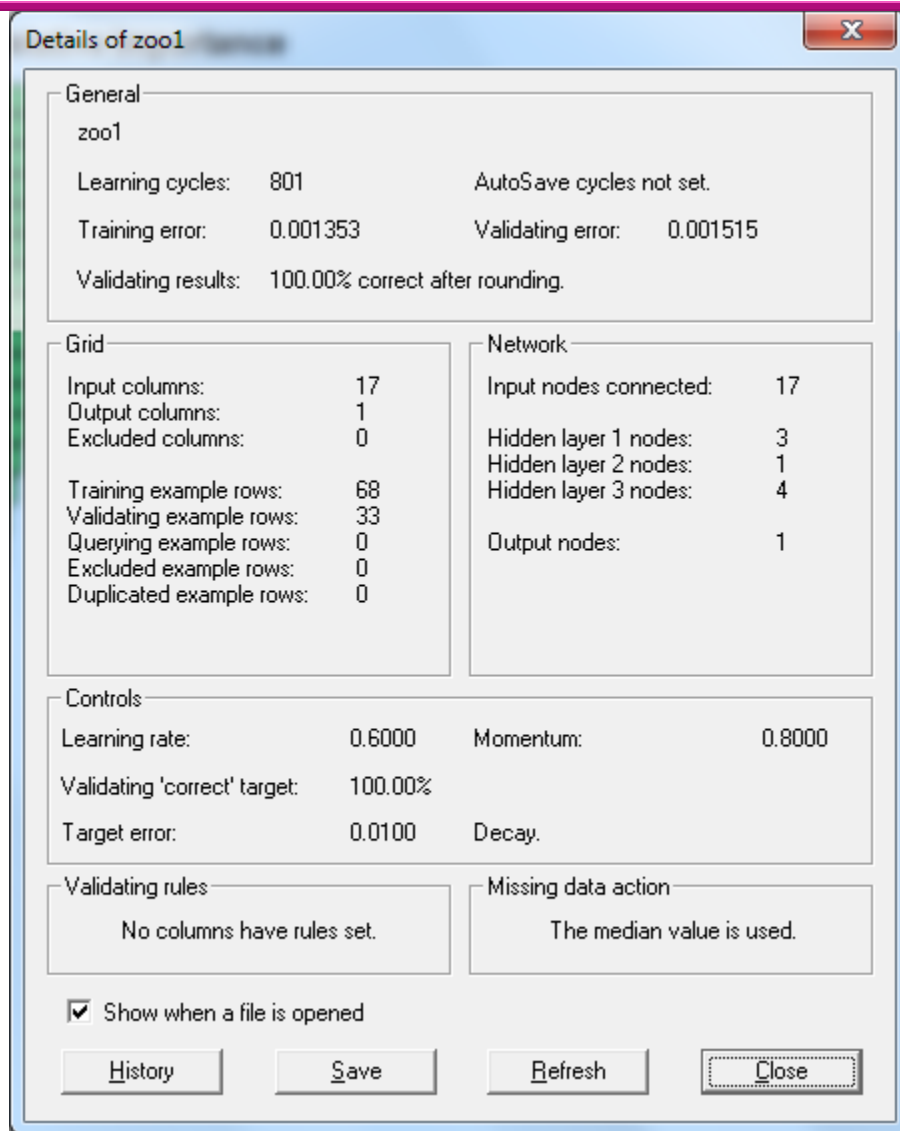 Details of zoo1
General
zoo1
Learning cycles: 801 AutoSave cycles not set.
Training error: 0.001353 Validating error: 0.001515
Validating results: 100.00% correct after rounding.
Grid
Input columns: 17
Output columns: 1
Excluded columns: 0
Training example rows: 68
Validating example rows: 33
Querying example rows: 0
Excluded example rows: 0
Duplicated example rows: 0
Network
Input nodes connected: 17
Hidden layer 1 nodes: 3
Hidden layer 2 nodes: 1
Hidden layer 3 nodes: 4
Output nodes: 1
Controls
Learning rate: 0.6000 Momentum: 0.8000
Validating 'correct' target: 100.00%
Target error: 0.0100 Decay.
Validating rules
No columns have rules set.
Missing data action
The median value is used.
Show when a file is opened
History Save Refresh Close